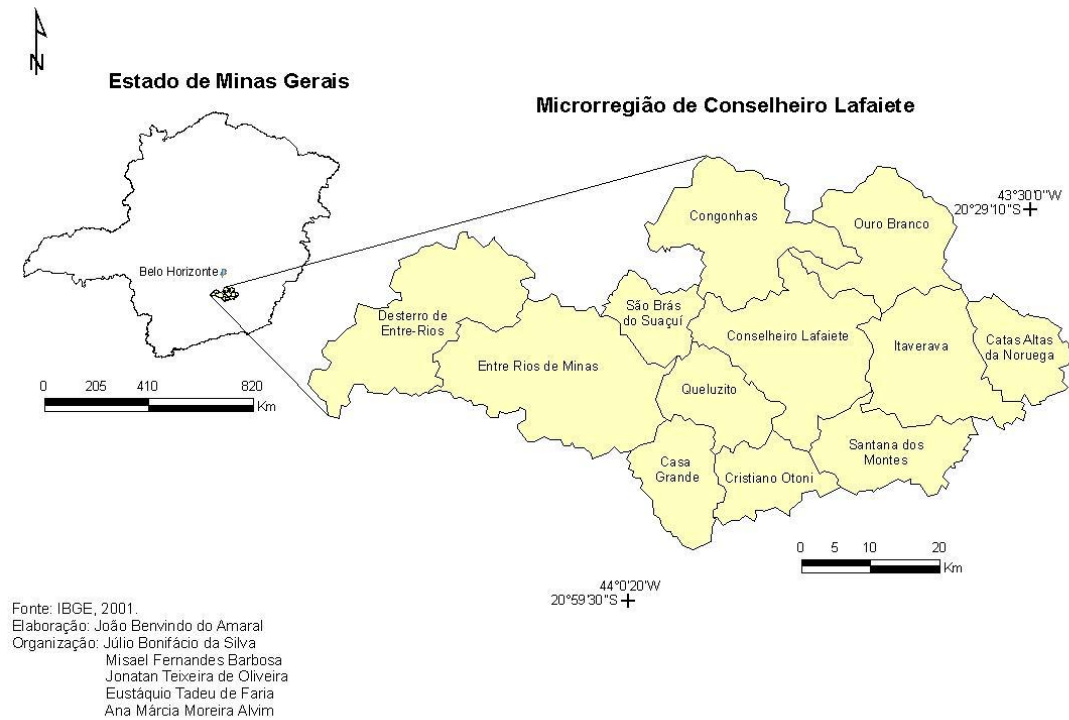 N
Estado de Minas Gerais
Belo Horizonte
0 205 410 820
Km
Microrregião de Conselheiro Lafaiete
43°30'0"W
20°29'10"S
Congonhas
Ouro Branco
Desterro de
Entre-Rios
São Brás
do Suaçuí
Conselheiro Lafaiete
Itaverava
Catas Altas
da Noruega
Entre Rios de Minas
Queluzito
Santana dos
Montes
Casa
Grande
Cristiano Otoni
0 5 10 20
Km
44°0'20"W
20°59'30"S
Fonte: IBGE, 2001.
Elaboração: João Benvindo do Amaral
Organização: Júlio Bonifácio da Silva
Misael Fernandes Barbosa
Jonatan Teixeira de Oliveira
Eustáquio Tadeu de Faria
Ana Márcia Moreira Alvim